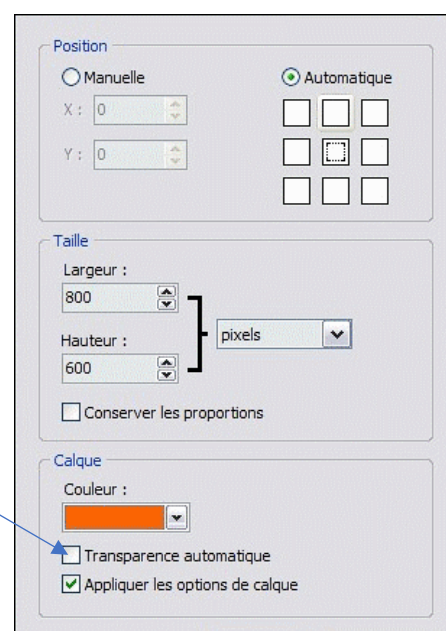 Position
Manuelle
Automatique
X : 0
Y : 0
Taille
Largeur :
800
pixels
Hauteur :
600
Conserver les proportions
Calque
Couleur :
Transparence automatique
Appliquer les options de calque